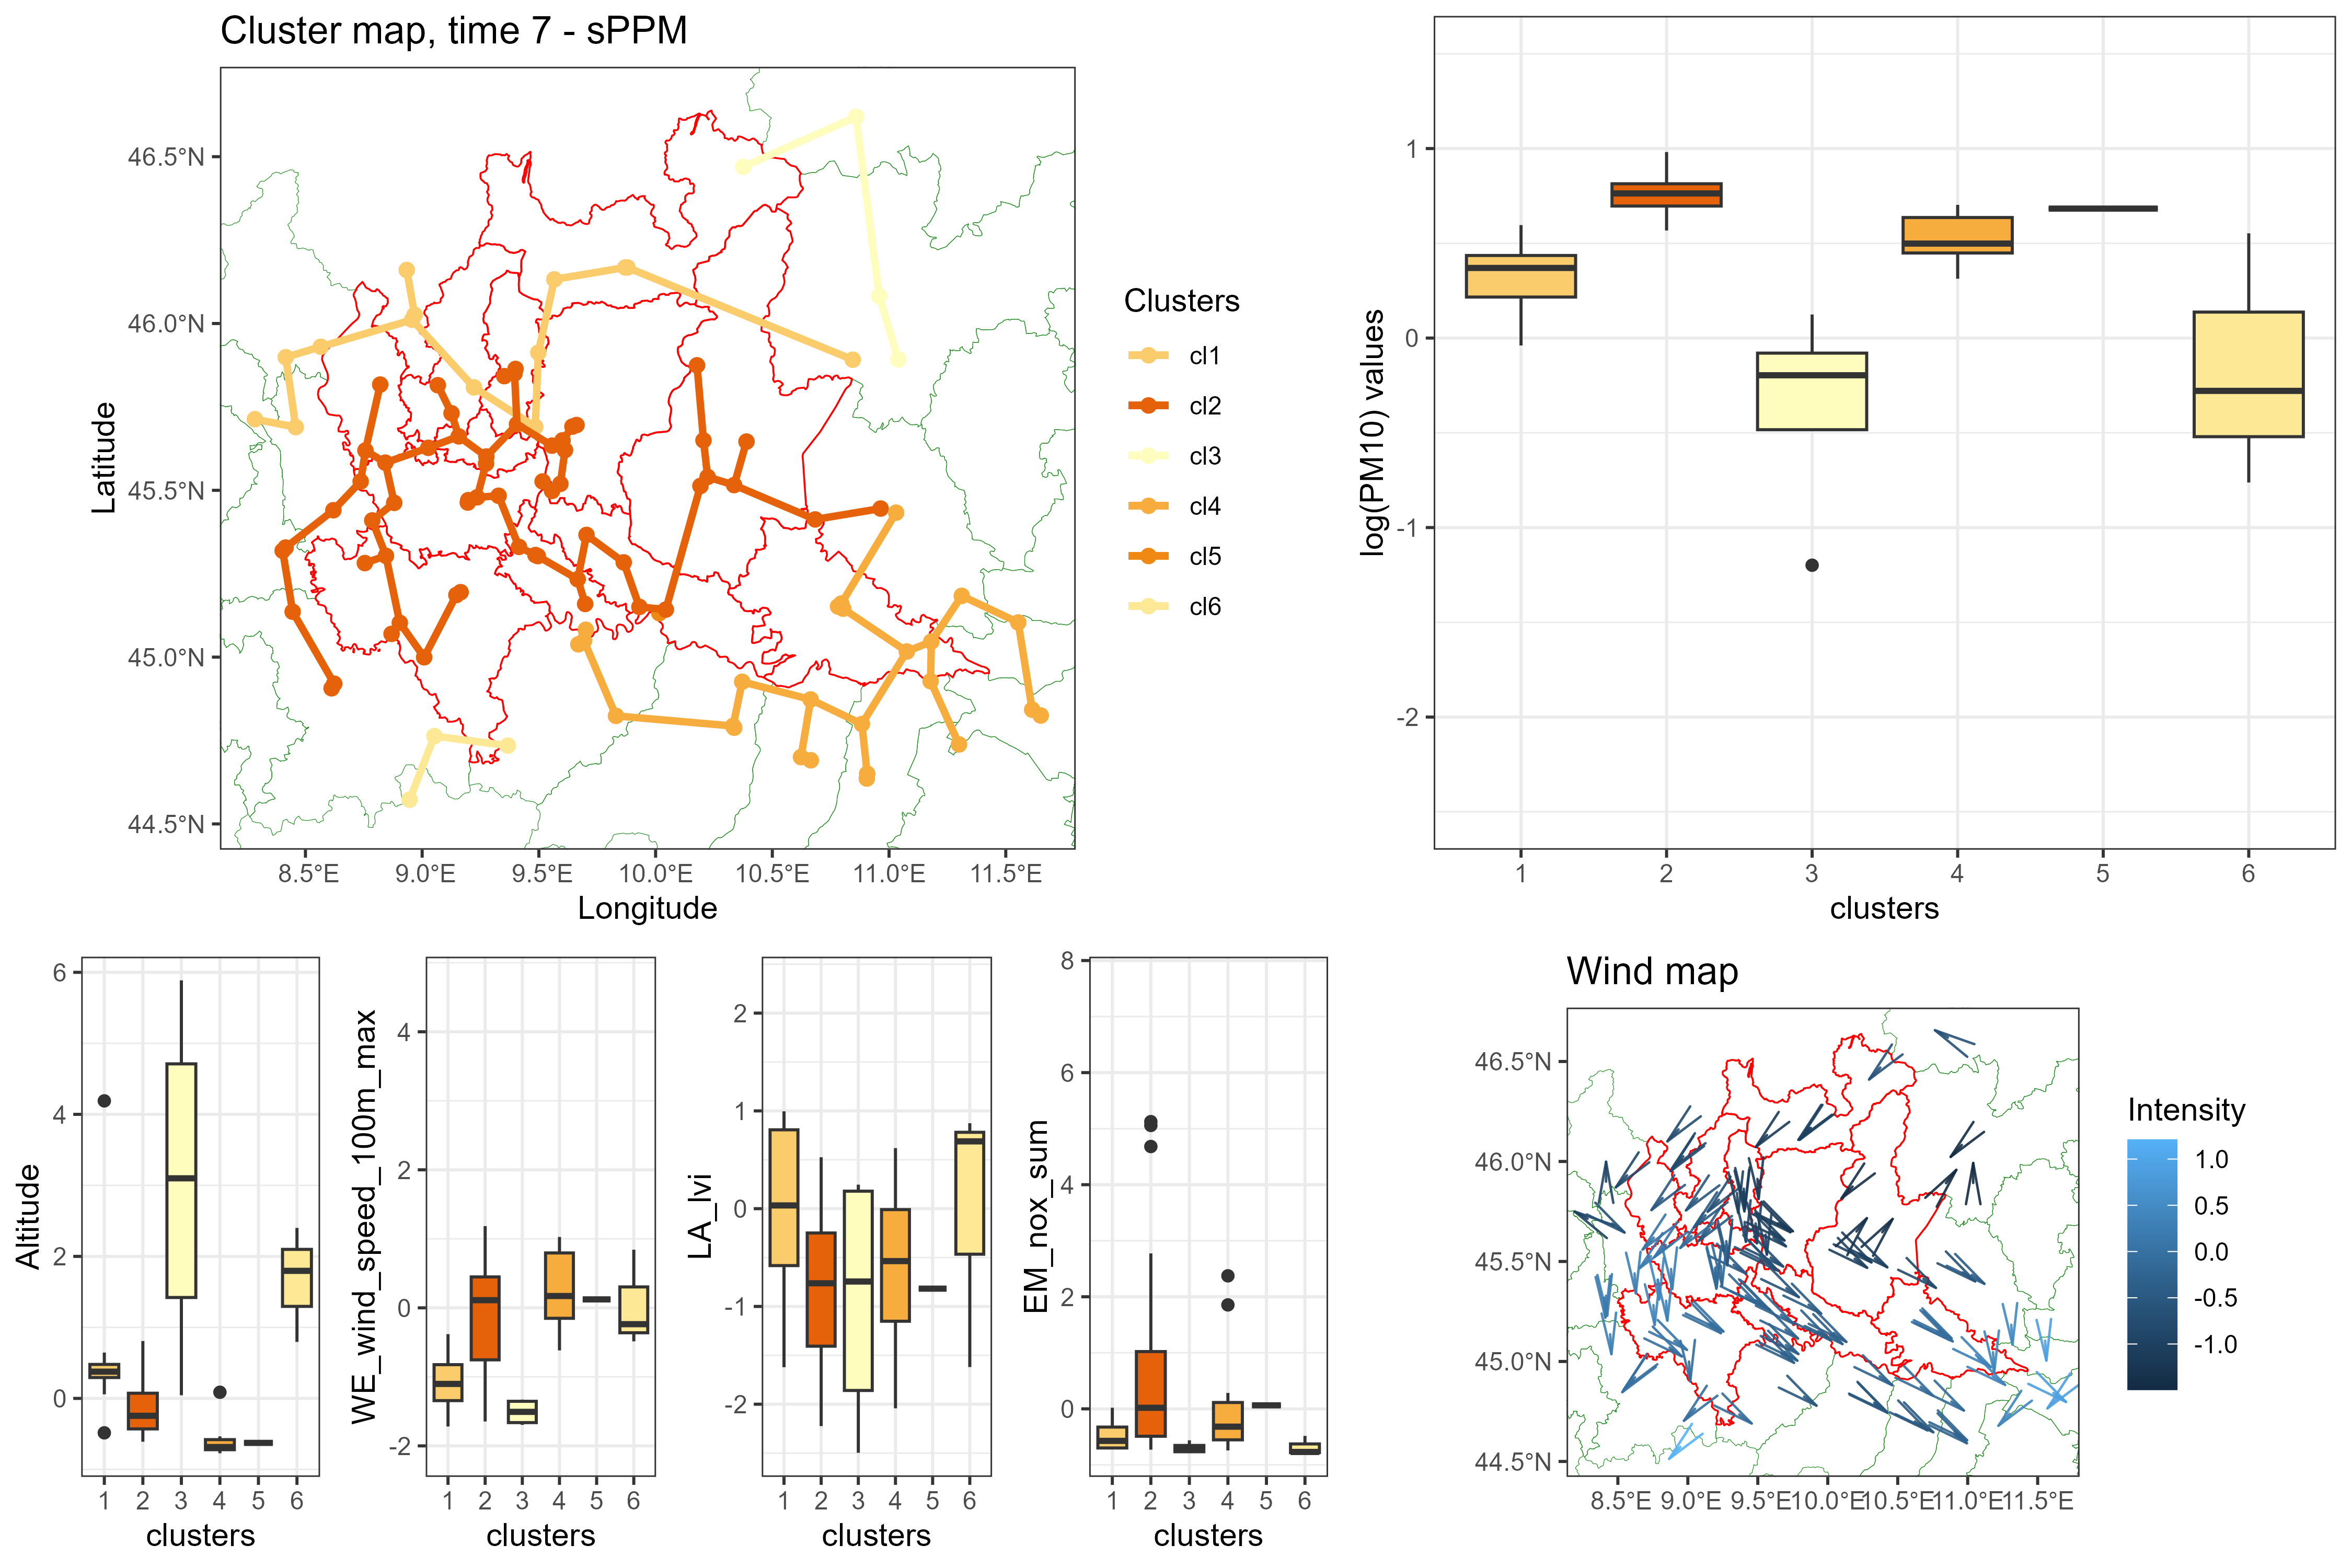 Cluster map, time 7 - sPPM
46.5°N
46.0°N
45.5°N
45.0°N
44.5°N
Latitude
8.5°E 9.0°E 9.5°E 10.0°E 10.5°E 11.0°E 11.5°E
Longitude
Clusters
cl1
cl2
cl3
cl4
cl5
cl6
log(PM10) values
1
0
-1
-2
1 2 3 4 5 6
clusters
Altitude
6
4
2
0
1 2 3 4 5 6
clusters
WE_wind_speed_100m_max
4
2
0
-2
1 2 3 4 5 6
clusters
LA_lvi
2
1
0
-1
-2
1 2 3 4 5 6
clusters
EM_nox_sum
8
6
4
2
0
1 2 3 4 5 6
clusters
Wind map
46.5°N
46.0°N
45.5°N
45.0°N
44.5°N
8.5°E 9.0°E 9.5°E 10.0°E 10.5°E 11.0°E 11.5°E
Intensity
1.0
0.5
0.0
-0.5
-1.0